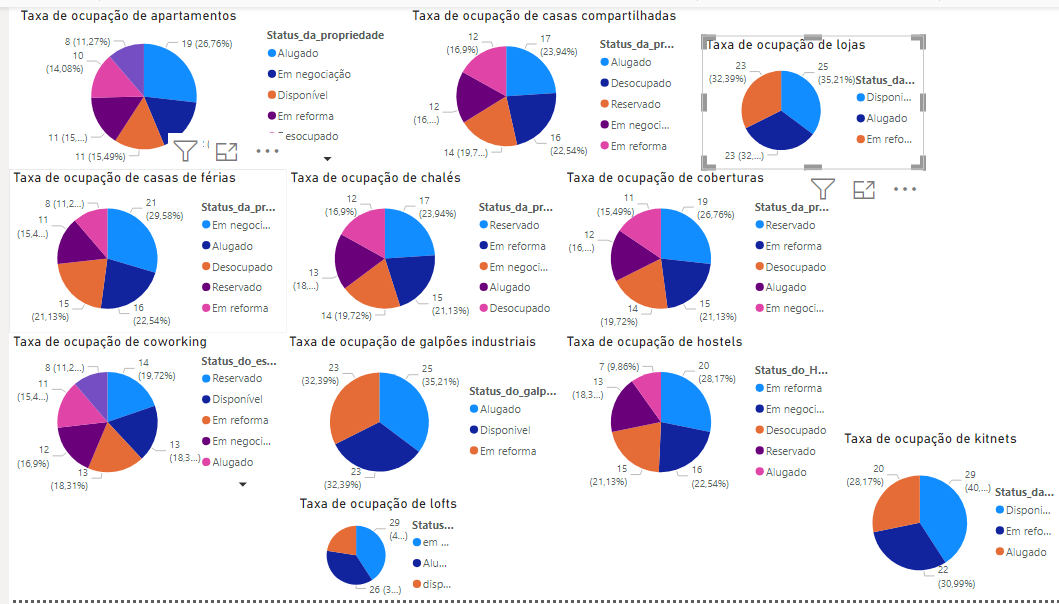 Taxa de ocupação de apartamentos
8 (11,27%)
19 (26,76%)
10
(14,08%)
11 (15,...)
11 (15,49%)
Status_da_propriedade
Alugado
Em negociação
Disponível
Em reforma
Desocupado
Taxa de ocupação de casas compartilhadas
12
(16,9%)
17
(23,94%)
12
(16,...)
14 (19,7...)
16
(22,54%)
Status_da_pr...
Alugado
Desocupado
Reservado
Em negoci...
Em reforma
Taxa de ocupação de lojas
23
(32,39%)
25
(35,21%)
23 (32,...)
Status_da...
Disponi...
Alugado
Em refo...
Taxa de ocupação de casas de férias
8 (11,2...)
21
(29,58%)
11
(15,4...)
15
(21,13%)
16
(22,54%)
Status_da_pr...
Em negoci...
Alugado
Desocupado
Reservado
Em reforma
Taxa de ocupação de chalés
12
(16,9%)
17
(23,94%)
13
(18,...)
14 (19,72%)
15
(21,13%)
Status_da_pr...
Reservado
Em reforma
Em negoci...
Alugado
Desocupado
Taxa de ocupação de coberturas
11
(15,49%)
19
(26,76%)
12
(16,...)
14
(19,72%)
15
(21,13%)
Status_da_pr...
Reservado
Em reforma
Desocupado
Alugado
Em negoci...
Taxa de ocupação de coworking
8 (11,2...)
14
(19,72%)
11
(15,4...)
12
(16,9%)
13
(18,31%)
13
(18,3...)
Status_do_es...
Reservado
Disponível
Em reforma
Em negoci...
Alugado
Taxa de ocupação de galpões industriais
23
(32,39%)
25
(35,21%)
23
(32,39%)
Status_do_galp...
Alugado
Disponivel
Em reforma
Taxa de ocupação de hostels
7 (9,86%)
20
(28,17%)
13
(18,3...)
15
(21,13%)
16
(22,54%)
Status_do_H...
Em reforma
Em negoci...
Desocupado
Reservado
Alugado
Taxa de ocupação de kitnets
20
(28,17%)
29
(40,...)
22
(30,99%)
Status_da...
Disponi...
Em refo...
Alugado
Taxa de ocupação de lofts
29
(4...)
26 (3...)
Status...
em ...
Alu...
disp...